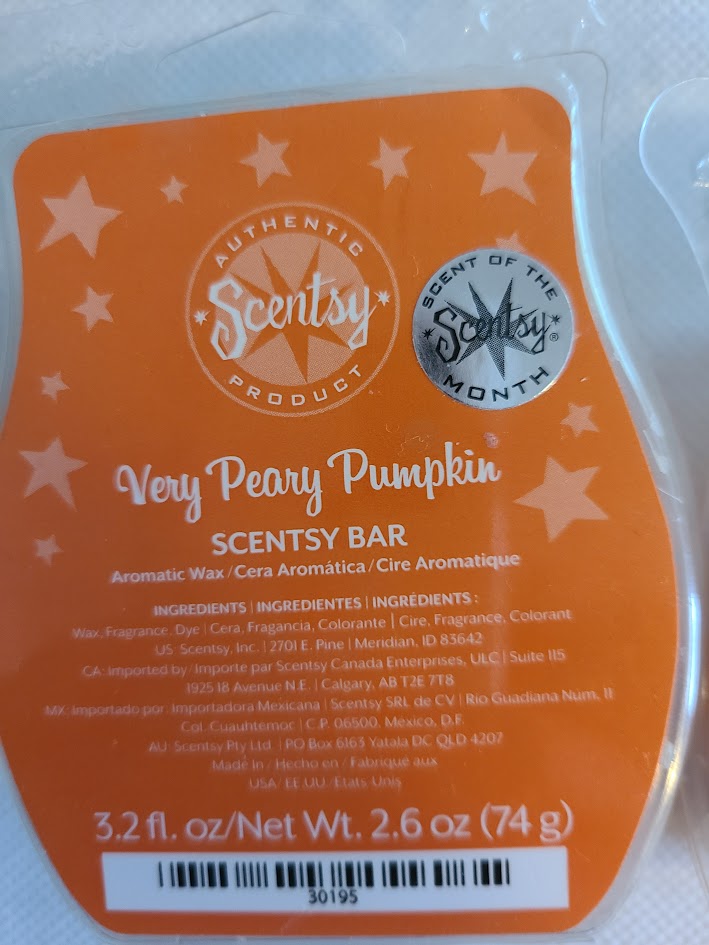 AUTHENTIC
Scentsy
PRODUCT
SCENT OF THE
Scentsy®
MONTH
Very Peary Pumpkin
SCENTSY BAR
Aromatic Wax / Cera Aromática / Cire Aromatique
INGREDIENTS | INGREDIENTES | INGRÉDIENTS :
Wax, Fragrance, Dye | Cera, Fragancia, Colorante | Cire, Fragrance, Colorant
US: Scentsy, Inc. | 2701 E. Pine | Meridian, ID 83642
CA: imported by / Importé par Scentsy Canada Enterprises, ULC | Suite 115
1925 18 Avenue N.E. | Calgary, AB T2E 7T8
MX: Importado por: Importadora Mexicana | Scentsy SRL de CV | Rio Guadiana Núm. 11
Col. Cuauhtemoc | C.P. 06500, México, D.F.
AU: Scentsy Pty Ltd. | PO Box 6163 Yatala DC QLD 4207
Made In / Hecho en / Fabriqué aux
USA / EE.UU. / États-Unis
3.2 fl. oz/Net Wt. 2.6 oz (74 g)
30195